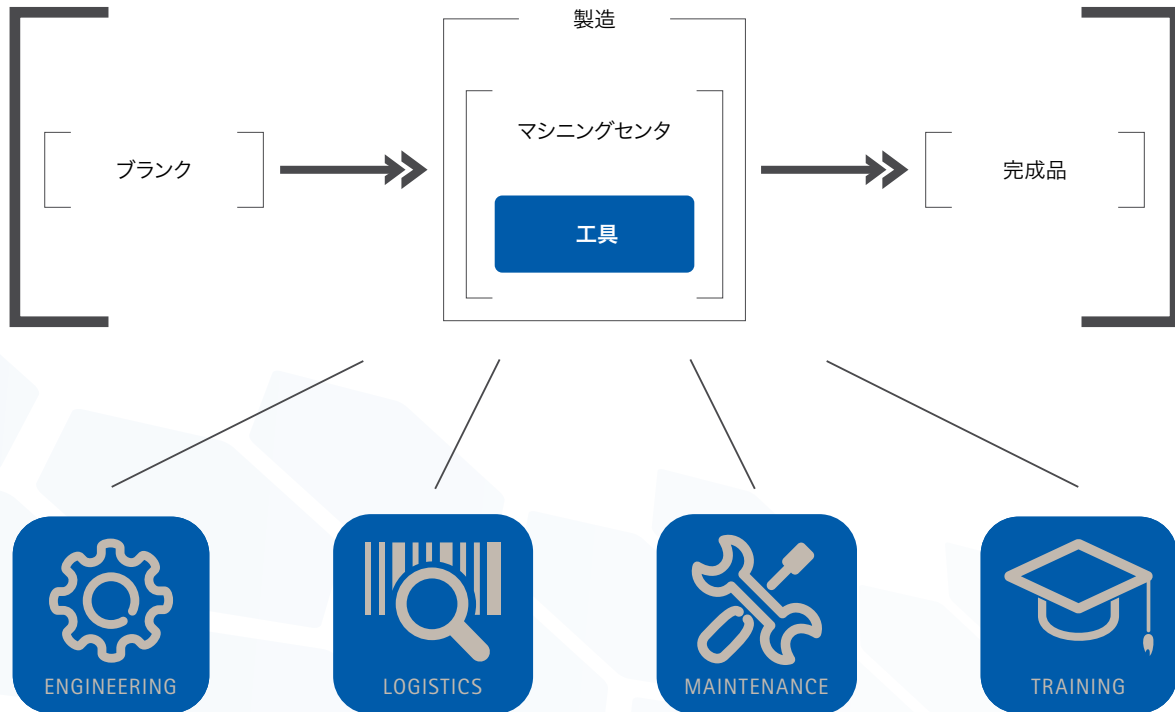 製造
マシニングセンタ
ブランク
完成品
工具
ENGINEERING
LOGISTICS
MAINTENANCE
TRAINING